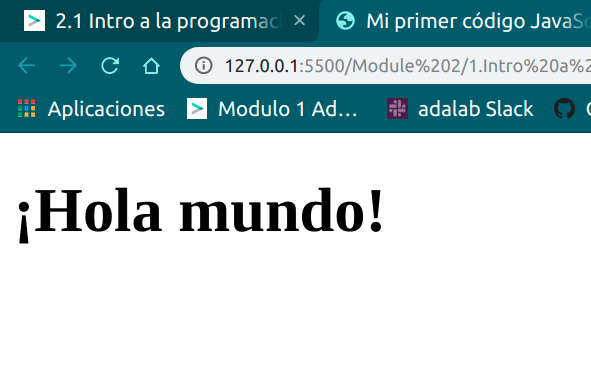 2.1 Intro a la programac
Mi primer código JavaSc
127.0.0.1:5500/Module%202/1.Intro%20a%2
Aplicaciones Modulo 1 Ad… adalab Slack
¡Hola mundo!